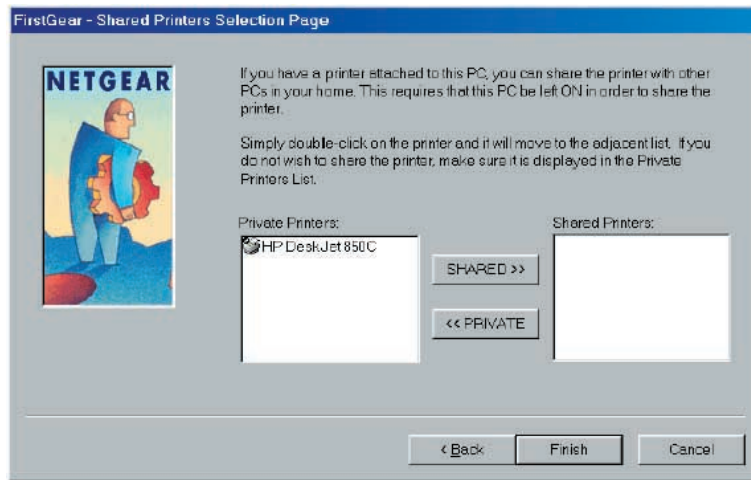 FirstGear - Shared Printers Selection Page
NETGEAR
If you have a printer attached to this PC, you can share the printer with other
PCs in your home. This requires that this PC be left ON in order to share the
printer.
Simply double-click on the printer and it will move to the adjacent list. If you
do not wish to share the printer, make sure it is displayed in the Private
Printers List.
Private Printers:
Shared Printers:
HP DeskJet 850C
SHARED >>
<< PRIVATE
< Back
Finish
Cancel